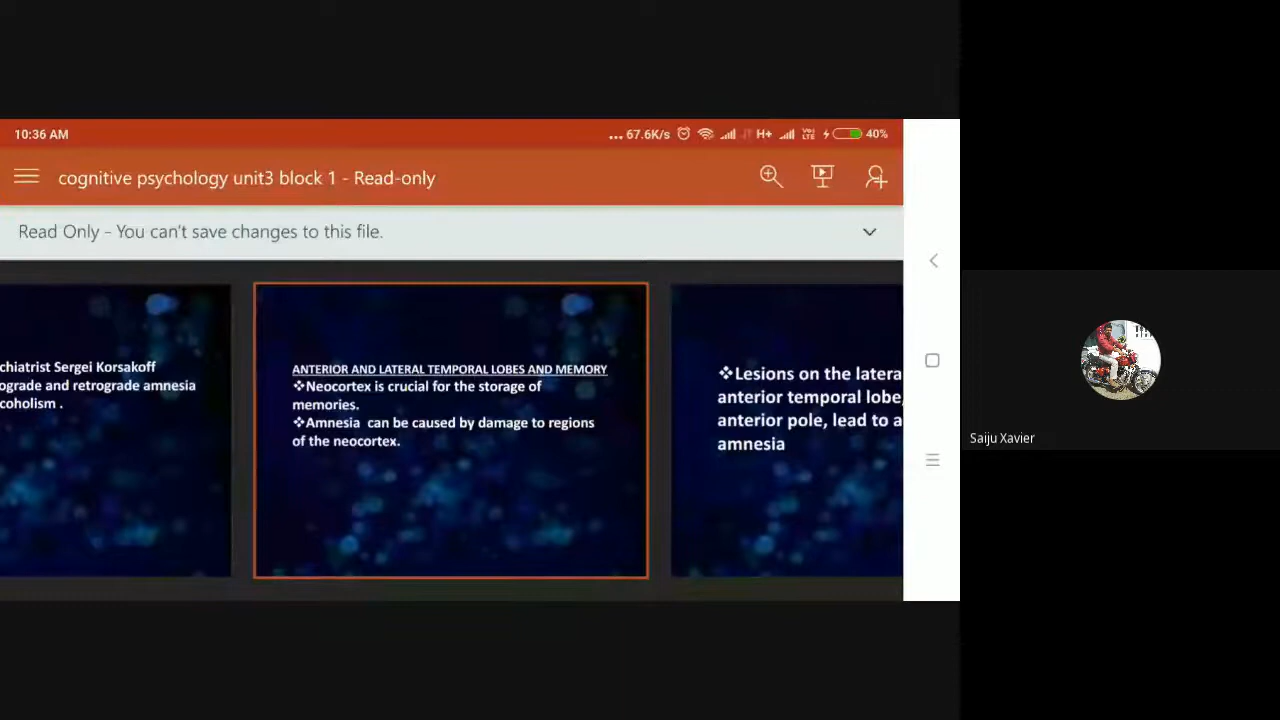 10:36 AM
... 67.6K/s
H+
40%
cognitive psychology unit3 block 1 - Read-only
Read Only - You can't save changes to this file.
chiatrist Sergei Korsakoff
ograde and retrograde amnesia
coholism .
ANTERIOR AND LATERAL TEMPORAL LOBES AND MEMORY
❖Neocortex is crucial for the storage of
memories.
❖Amnesia can be caused by damage to regions
of the neocortex.
❖Lesions on the latera
anterior temporal lobe,
anterior pole, lead to a
amnesia
Saiju Xavier